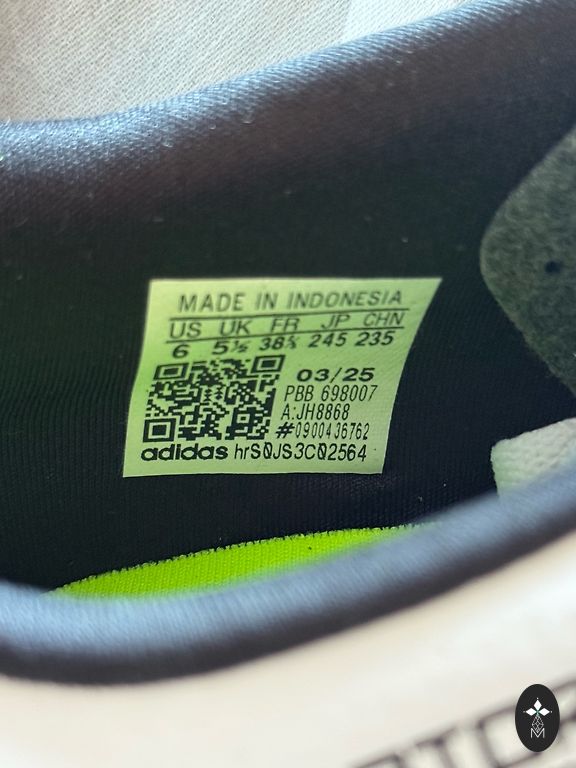 MADE IN INDONESIA
US UK FR JP CHN
6 5½ 38⅔ 245 235
03/25
PBB 698007
A:JH8868
#0900436762
adidas hrS0JS3C02564